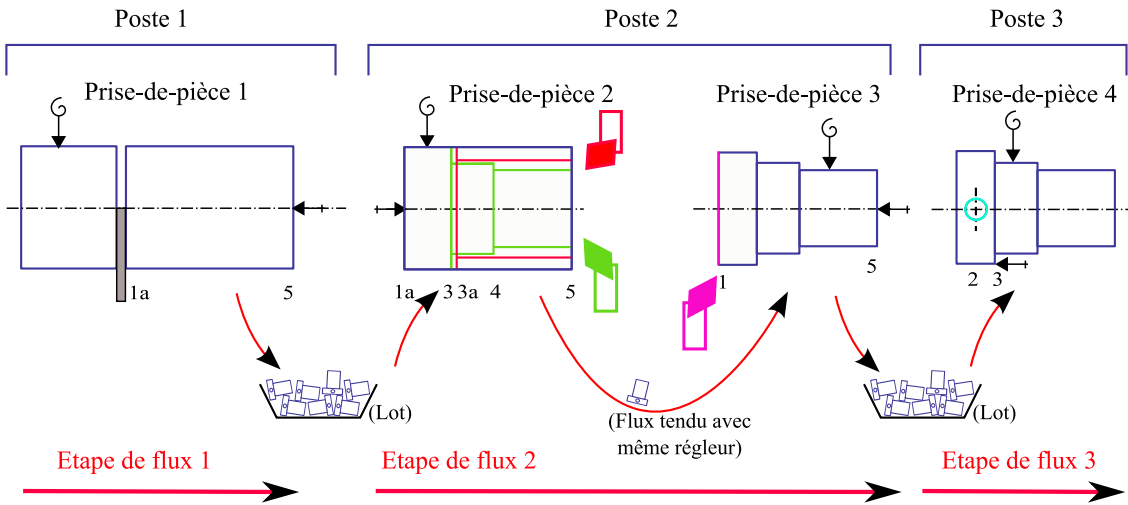 Poste 1
Poste 2
Poste 3
Prise-de-pièce 1
Prise-de-pièce 2
Prise-de-pièce 3
Prise-de-pièce 4
1a
5
1a
3
3a
4
5
1
5
2
3
(Lot)
(Flux tendu avec
même régleur)
(Lot)
Etape de flux 1
Etape de flux 2
Etape de flux 3